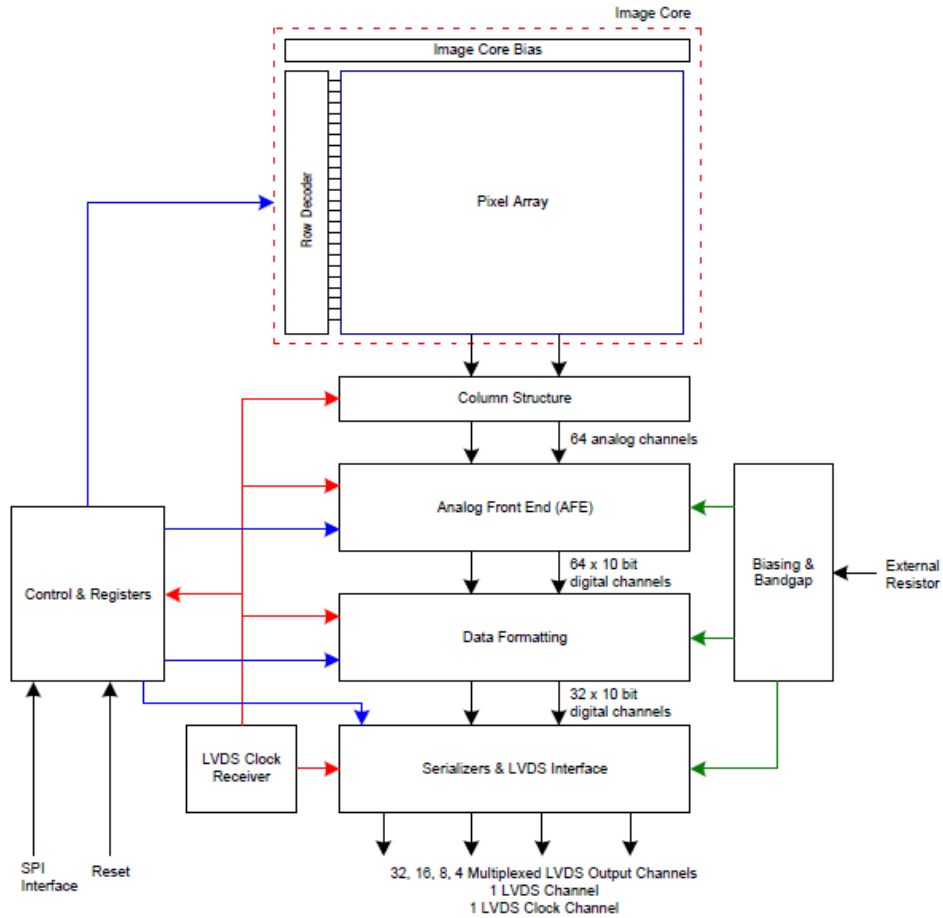 Image Core
Image Core Bias
Row Decoder
Pixel Array
Column Structure
64 analog channels
Analog Front End (AFE)
Biasing &
Bandgap
External
Resistor
64 x 10 bit
digital channels
Control & Registers
Data Formatting
32 x 10 bit
digital channels
LVDS Clock
Receiver
Serializers & LVDS Interface
SPI
Interface
Reset
32, 16, 8, 4 Multiplexed LVDS Output Channels
1 LVDS Channel
1 LVDS Clock Channel